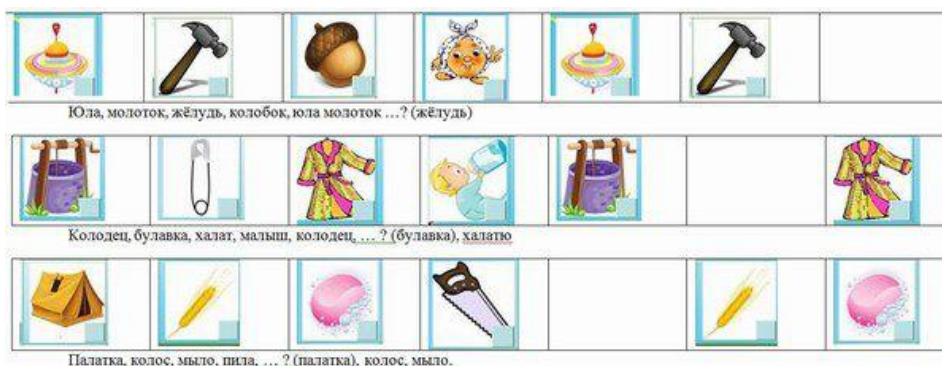 Юла, молоток, жёлудь, колобок, юла молоток ...? (жёлудь)
Колодец, булавка, халат, малыш, колодец, ... ? (булавка), халатю
Палатка, колос, мыло, пила, ... ? (палатка), колос, мыло.